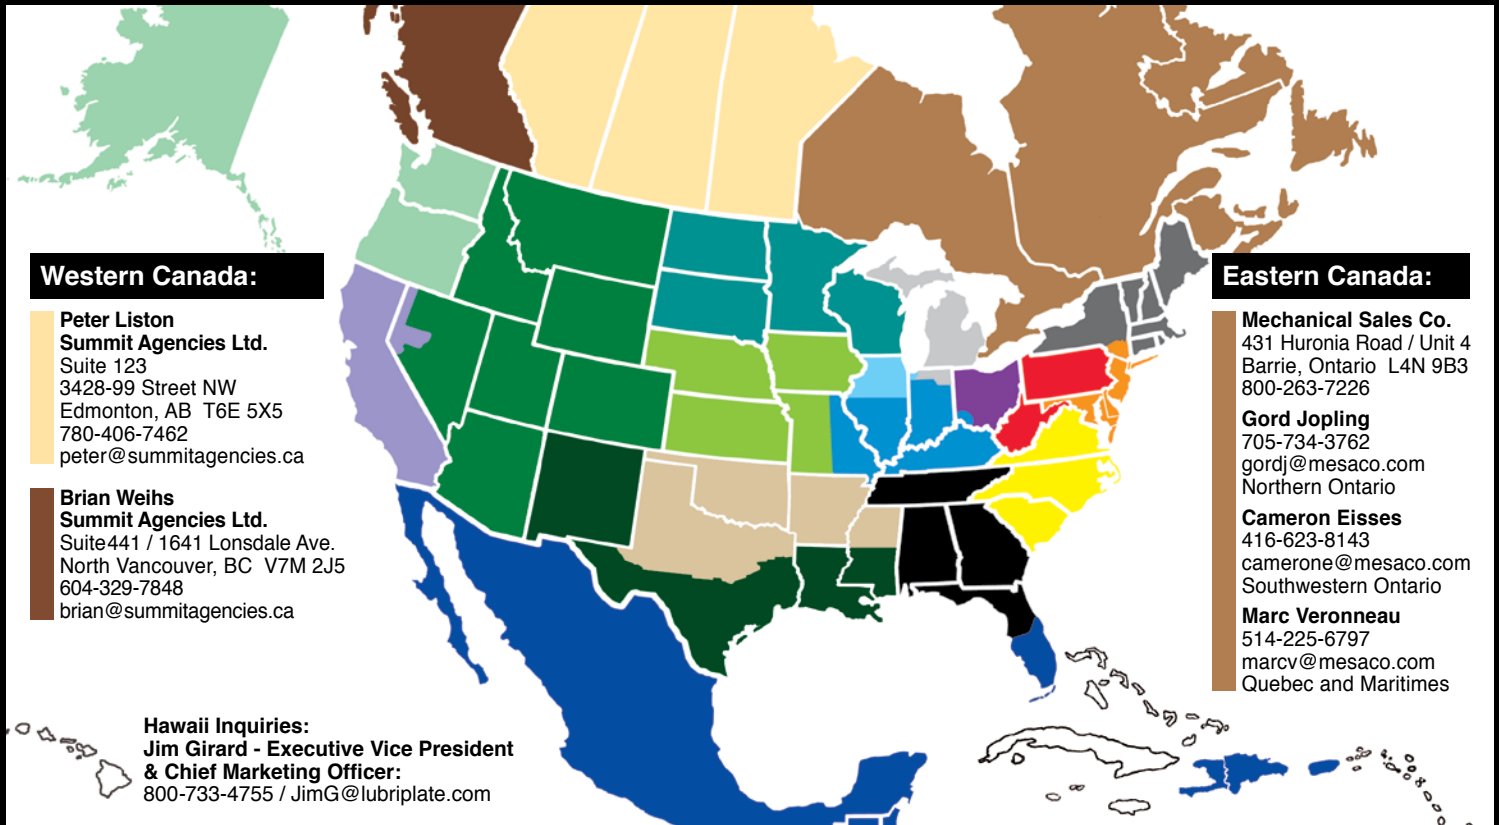 Western Canada:
Peter Liston
Summit Agencies Ltd.
Suite 123
3428-99 Street NW
Edmonton, AB  T6E 5X5
780-406-7462
peter@summitagencies.ca
Brian Weihs
Summit Agencies Ltd.
Suite441 / 1641 Lonsdale Ave.
North Vancouver, BC  V7M 2J5
604-329-7848
brian@summitagencies.ca
Hawaii Inquiries:
Jim Girard - Executive Vice President
& Chief Marketing Officer:
800-733-4755 / JimG@lubriplate.com
Eastern Canada:
Mechanical Sales Co.
431 Huronia Road / Unit 4
Barrie, Ontario  L4N 9B3
800-263-7226
Gord Jopling
705-734-3762
gordj@mesaco.com
Northern Ontario
Cameron Eisses
416-623-8143
camerone@mesaco.com
Southwestern Ontario
Marc Veronneau
514-225-6797
marcv@mesaco.com
Quebec and Maritimes